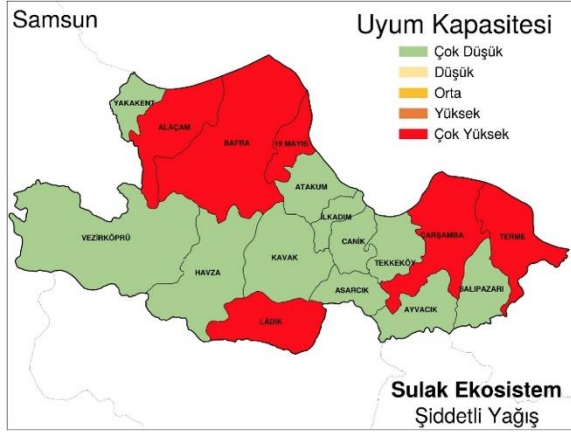 Samsun
Uyum Kapasitesi
Çok Düşük
Düşük
Orta
Yüksek
Çok Yüksek
YAKAKENT
ALAÇAM
BAFRA
19 MAYIS
ATAKUM
İLKADIM
CANİK
TEKKEKÖY
ÇARŞAMBA
TERME
VEZİRKÖPRÜ
HAVZA
KAVAK
ASARCIK
AYVACIK
SALIPAZARI
LÂDİK
Sulak Ekosistem
Şiddetli Yağış